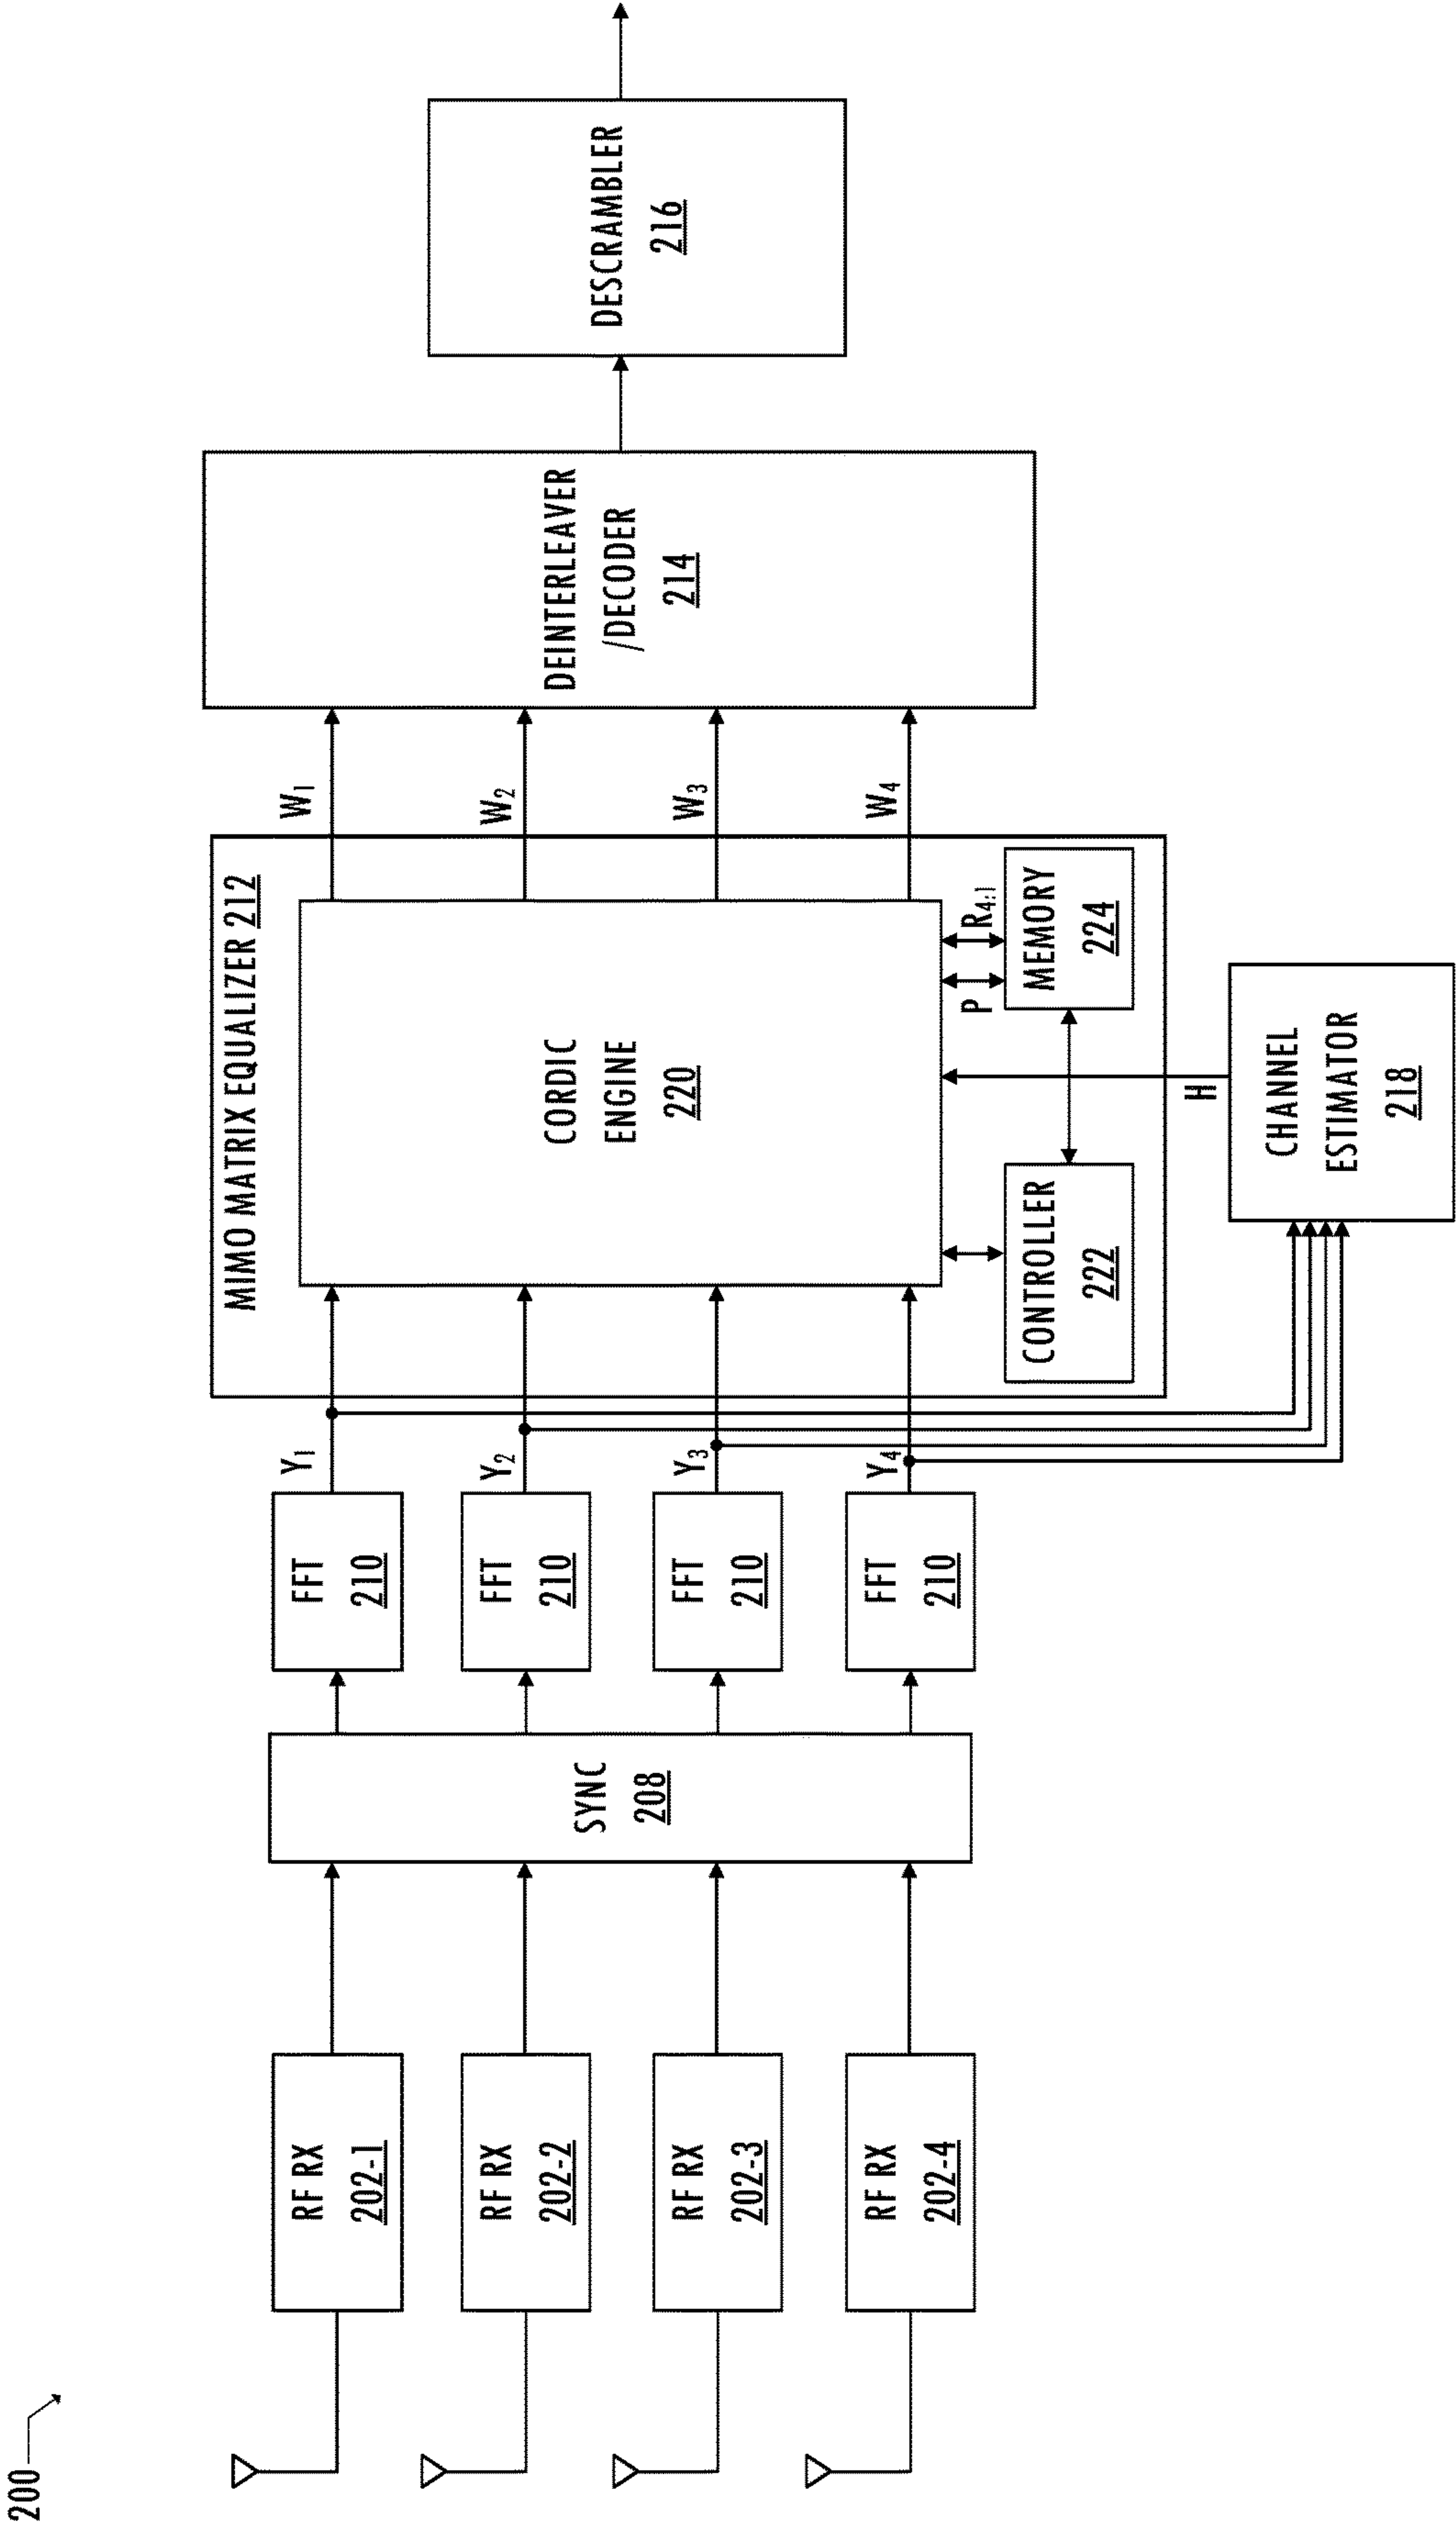 200
RF RX
202-1
RF RX
202-2
RF RX
202-3
RF RX
202-4
SYNC
208
FFT
210
FFT
210
FFT
210
FFT
210
Y1
Y2
Y3
Y4
MIMO MATRIX EQUALIZER 212
CORDIC
ENGINE
220
CONTROLLER
222
P
R4:1
MEMORY
224
H
CHANNEL
ESTIMATOR
218
W1
W2
W3
W4
DEINTERLEAVER
/DECODER
214
DESCRAMBLER
216